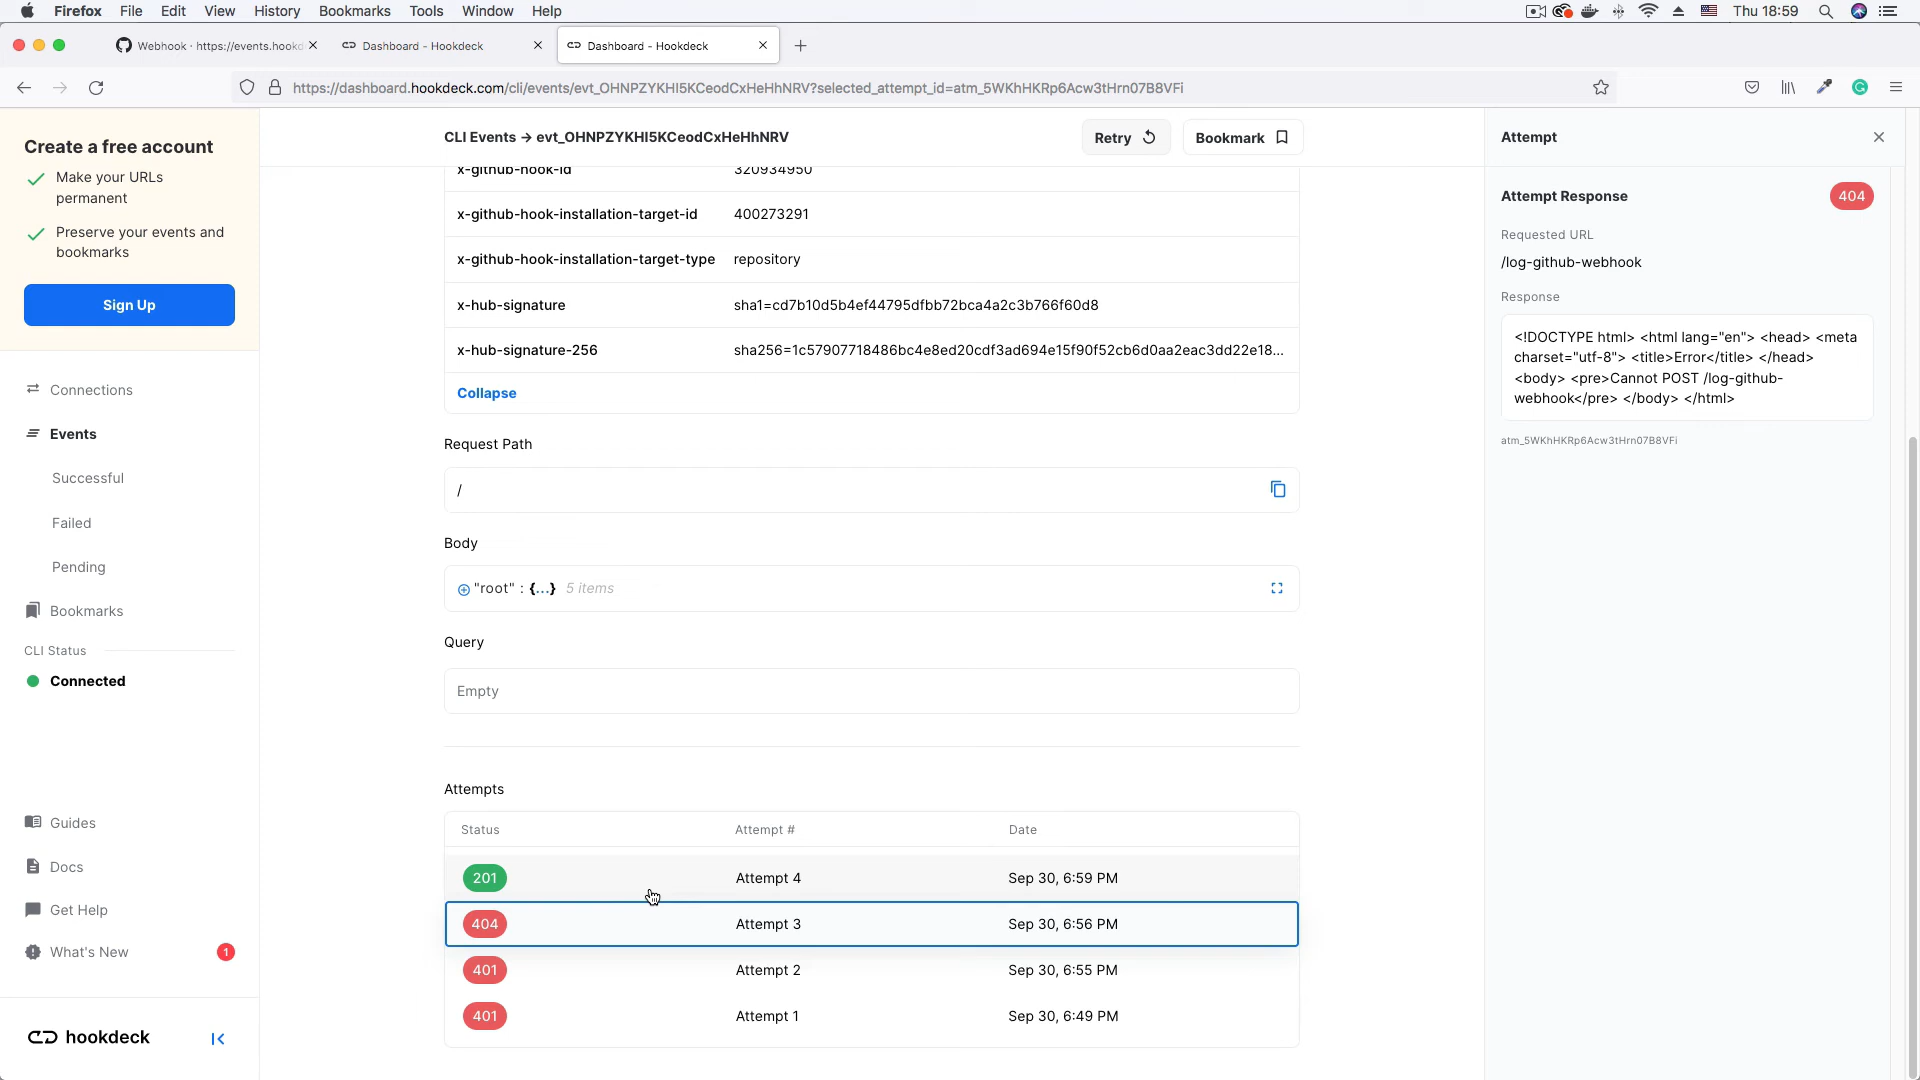 Firefox File Edit View History Bookmarks Tools Window Help Thu 18:59
Webhook · https://events.hookd Dashboard - Hookdeck Dashboard - Hookdeck
https://dashboard.hookdeck.com/cli/events/evt_OHNPZYKHI5KCeodCxHeHhNRV?selected_attempt_id=atm_5WKhHKRp6Acw3tHrn07B8VFi
Create a free account
Make your URLs
permanent
Preserve your events and
bookmarks
Sign Up
Connections
Events
Successful
Failed
Pending
Bookmarks
CLI Status
Connected
Guides
Docs
Get Help
What's New 1
hookdeck
CLI Events → evt_OHNPZYKHI5KCeodCxHeHhNRV Retry Bookmark
x-github-hook-id 320934950
x-github-hook-installation-target-id 400273291
x-github-hook-installation-target-type repository
x-hub-signature sha1=cd7b10d5b4ef44795dfbb72bca4a2c3b766f60d8
x-hub-signature-256 sha256=1c57907718486bc4e8ed20cdf3ad694e15f90f52cb6d0aa2eac3dd22e18...
Collapse
Request Path
/
Body
"root" : {...} 5 items
Query
Empty
Attempts
Status Attempt # Date
201 Attempt 4 Sep 30, 6:59 PM
404 Attempt 3 Sep 30, 6:56 PM
401 Attempt 2 Sep 30, 6:55 PM
401 Attempt 1 Sep 30, 6:49 PM
Attempt
Attempt Response 404
Requested URL
/log-github-webhook
Response
<!DOCTYPE html> <html lang="en"> <head> <meta
charset="utf-8"> <title>Error</title> </head>
<body> <pre>Cannot POST /log-github-
webhook</pre> </body> </html>
atm_5WKhHKRp6Acw3tHrn07B8VFi